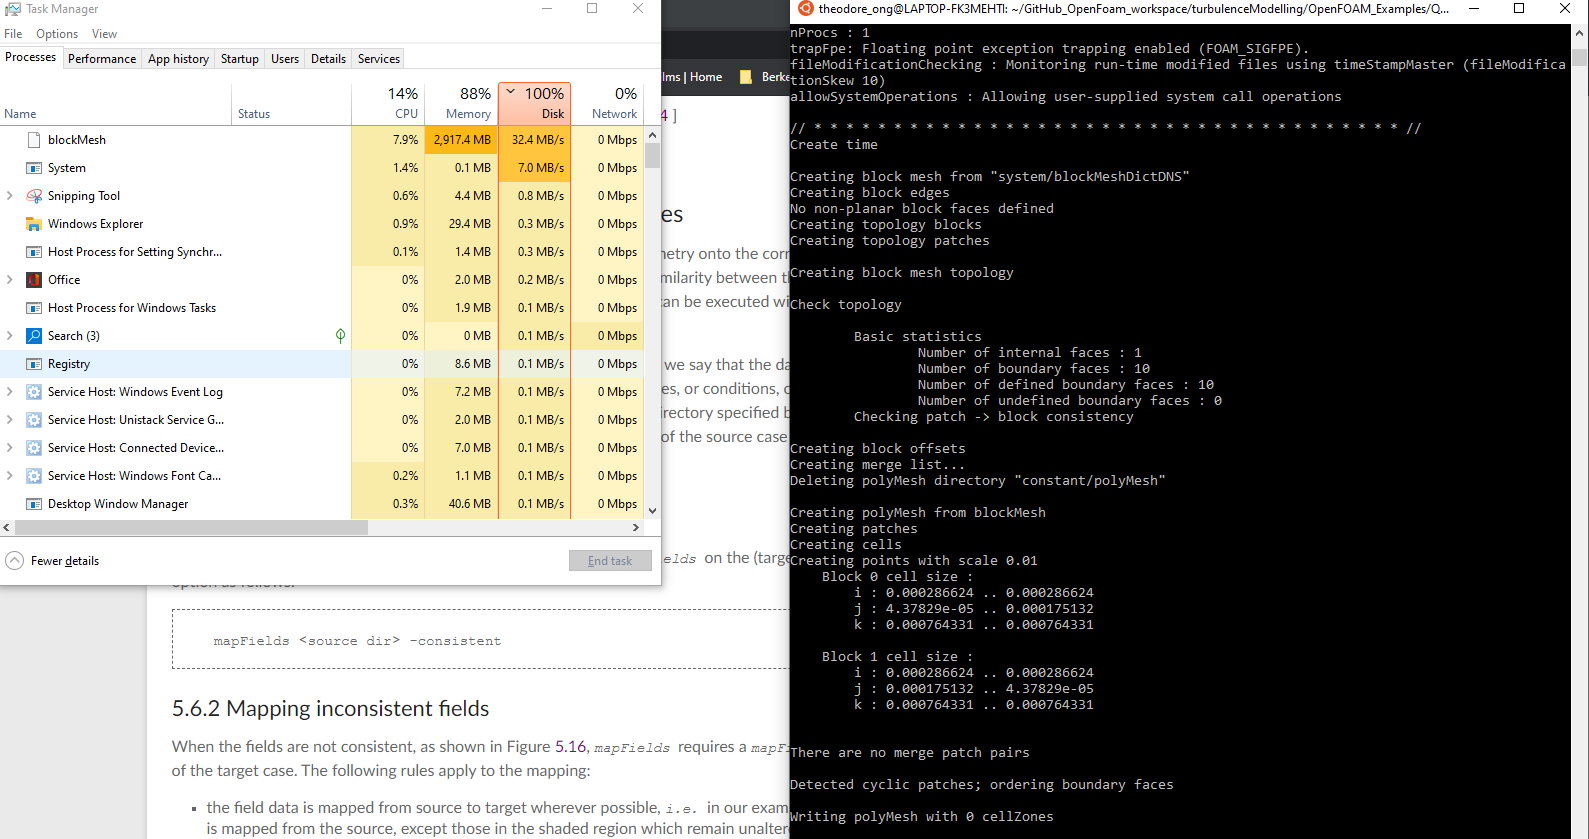 Task Manager
File Options View
Processes Performance App history Startup Users Details Services
14% 88% 100% 0%
Name Status CPU Memory Disk Network
blockMesh 7.9% 2,917.4 MB 32.4 MB/s 0 Mbps
System 1.4% 0.1 MB 7.0 MB/s 0 Mbps
Snipping Tool 0.6% 4.4 MB 0.8 MB/s 0 Mbps
Windows Explorer 0.9% 29.4 MB 0.3 MB/s 0 Mbps
Host Process for Setting Synchr... 0.1% 1.4 MB 0.3 MB/s 0 Mbps
Office 0% 2.0 MB 0.2 MB/s 0 Mbps
Host Process for Windows Tasks 0% 1.9 MB 0.1 MB/s 0 Mbps
Search (3) 0% 0 MB 0.1 MB/s 0 Mbps
Registry 0% 8.6 MB 0.1 MB/s 0 Mbps
Service Host: Windows Event Log 0% 7.2 MB 0.1 MB/s 0 Mbps
Service Host: Unistack Service G... 0% 2.0 MB 0.1 MB/s 0 Mbps
Service Host: Connected Device... 0% 7.0 MB 0.1 MB/s 0 Mbps
Service Host: Windows Font Ca... 0.2% 1.1 MB 0.1 MB/s 0 Mbps
Desktop Window Manager 0.3% 40.6 MB 0.1 MB/s 0 Mbps
Fewer details End task
lms | Home Berke
4 ]
es
netry onto the corr
milarity between t
can be executed wi
we say that the da
es, or conditions, c
irectory specified b
of the source case
elds on the (targe
option as follows:
mapFields <source dir> -consistent
5.6.2 Mapping inconsistent fields
When the fields are not consistent, as shown in Figure 5.16, mapFields requires a mapF
of the target case. The following rules apply to the mapping:
the field data is mapped from source to target wherever possible, i.e. in our exam
is mapped from the source, except those in the shaded region which remain unalter
theodore_ong@LAPTOP-FK3MEHTI: ~/GitHub_OpenFoam_workspace/turbulenceModelling/OpenFOAM_Examples/Q...
nProcs : 1
trapFpe: Floating point exception trapping enabled (FOAM_SIGFPE).
fileModificationChecking : Monitoring run-time modified files using timeStampMaster (fileModifica
tionSkew 10)
allowSystemOperations : Allowing user-supplied system call operations
// * * * * * * * * * * * * * * * * * * * * * * * * * * * * * * * * * * * * * //
Create time
Creating block mesh from "system/blockMeshDictDNS"
Creating block edges
No non-planar block faces defined
Creating topology blocks
Creating topology patches
Creating block mesh topology
Check topology
Basic statistics
Number of internal faces : 1
Number of boundary faces : 10
Number of defined boundary faces : 10
Number of undefined boundary faces : 0
Checking patch -> block consistency
Creating block offsets
Creating merge list...
Deleting polyMesh directory "constant/polyMesh"
Creating polyMesh from blockMesh
Creating patches
Creating cells
Creating points with scale 0.01
Block 0 cell size :
i : 0.000286624 .. 0.000286624
j : 4.37829e-05 .. 0.000175132
k : 0.000764331 .. 0.000764331
Block 1 cell size :
i : 0.000286624 .. 0.000286624
j : 0.000175132 .. 4.37829e-05
k : 0.000764331 .. 0.000764331
There are no merge patch pairs
Detected cyclic patches; ordering boundary faces
Writing polyMesh with 0 cellZones